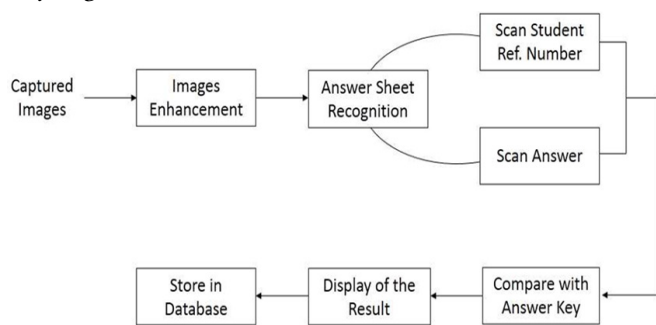 Captured
Images
Images
Enhancement
Answer Sheet
Recognition
Scan Student
Ref. Number
Scan Answer
Store in
Database
Display of the
Result
Compare with
Answer Key